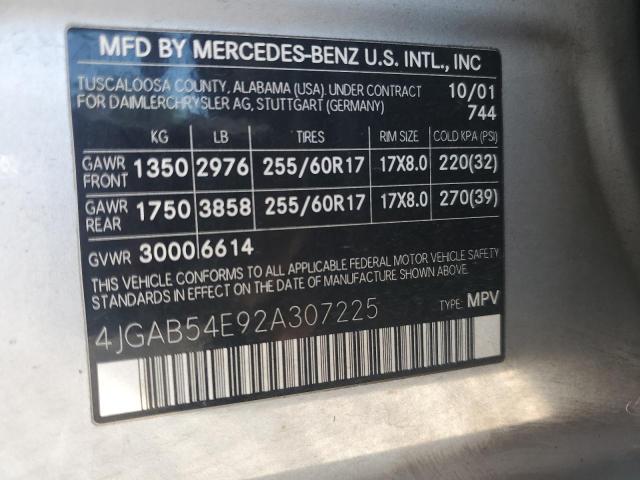 MFD BY MERCEDES-BENZ U.S. INTL., INC
TUSCALOOSA COUNTY, ALABAMA (USA). UNDER CONTRACT 10/01
FOR DAIMLERCHRYSLER AG, STUTTGART (GERMANY) 744
KG LB TIRES RIM SIZE COLD KPA (PSI)
GAWR FRONT 1350 2976 255/60R17 17X8.0 220(32)
GAWR REAR 1750 3858 255/60R17 17X8.0 270(39)
GVWR 3000 6614
THIS VEHICLE CONFORMS TO ALL APPLICABLE FEDERAL MOTOR VEHICLE SAFETY
STANDARDS IN EFFECT ON THE DATE OF MANUFACTURE SHOWN ABOVE.
4JGAB54E92A307225 TYPE: MPV